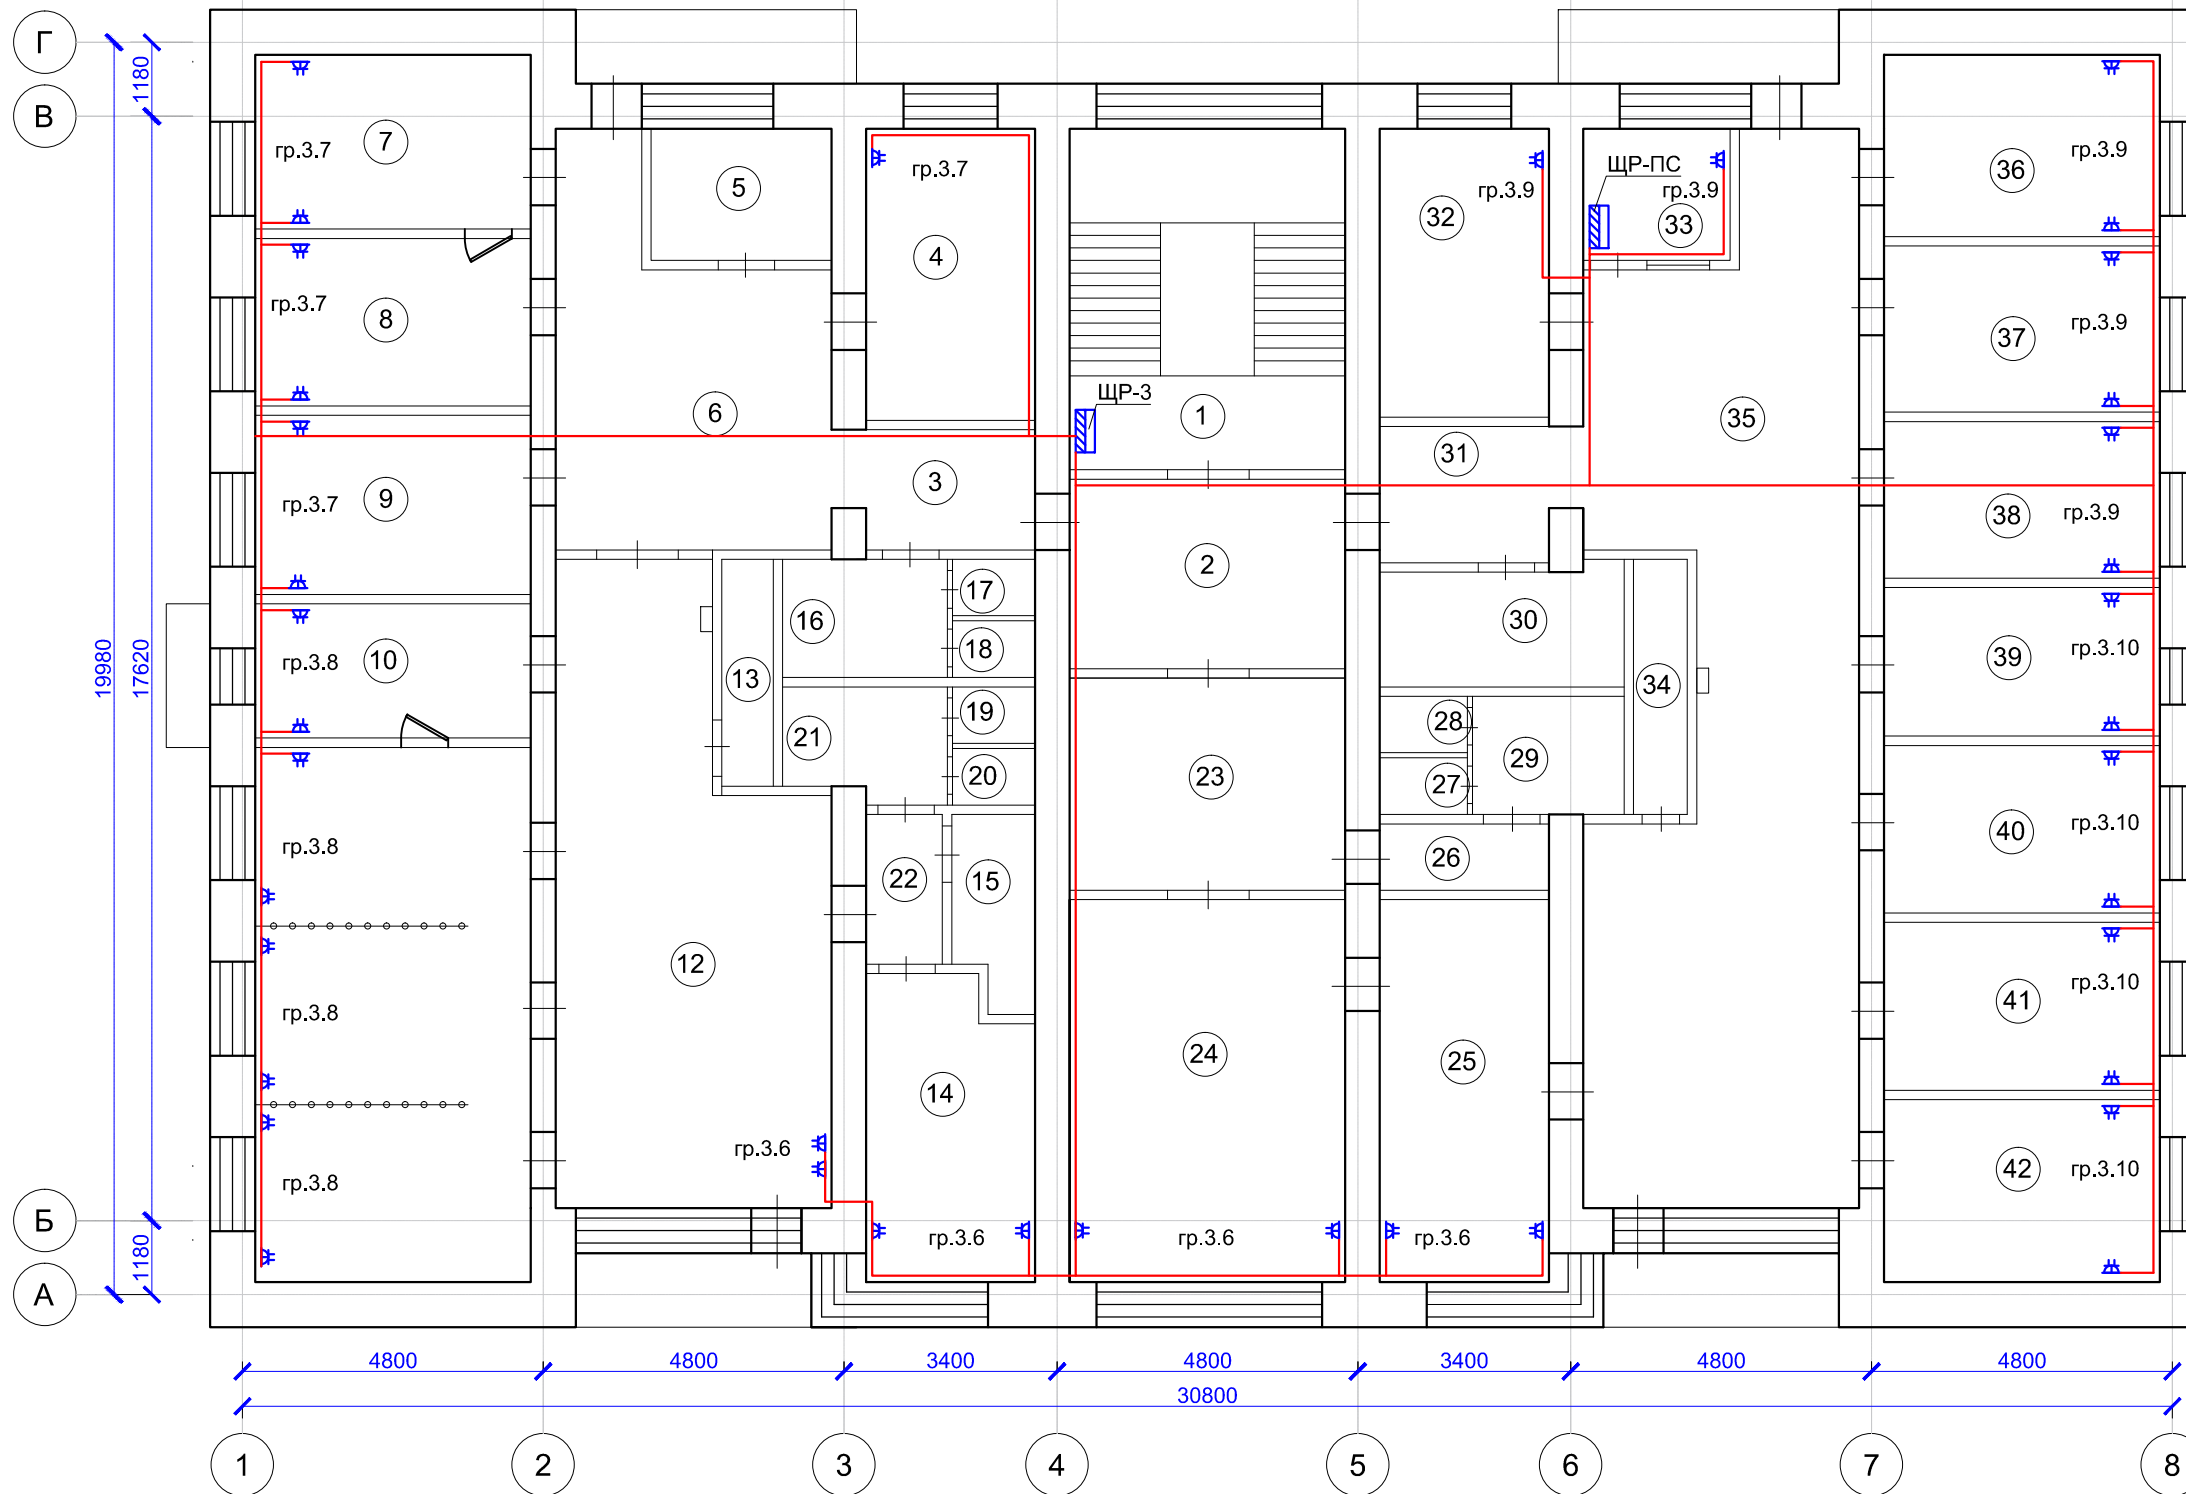 Г
В
1180
7
гр.3.7
5
гр.3.7
4
ЩР-ПС
гр.3.9
33
гр.3.9
32
гр.3.9
36
гр.3.7
8
6
ЩР-3
1
31
35
гр.3.9
37
гр.3.7
9
3
2
38
гр.3.9
19980
17620
гр.3.8
10
13
16
17
18
30
34
39
гр.3.10
21
19
20
23
28
27
29
гр.3.8
22
15
26
40
гр.3.10
12
гр.3.8
14
24
25
41
гр.3.10
гр.3.6
гр.3.8
42
гр.3.10
гр.3.6
гр.3.6
гр.3.6
Б
1180
А
4800
4800
3400
4800
3400
4800
4800
30800
1
2
3
4
5
6
7
8